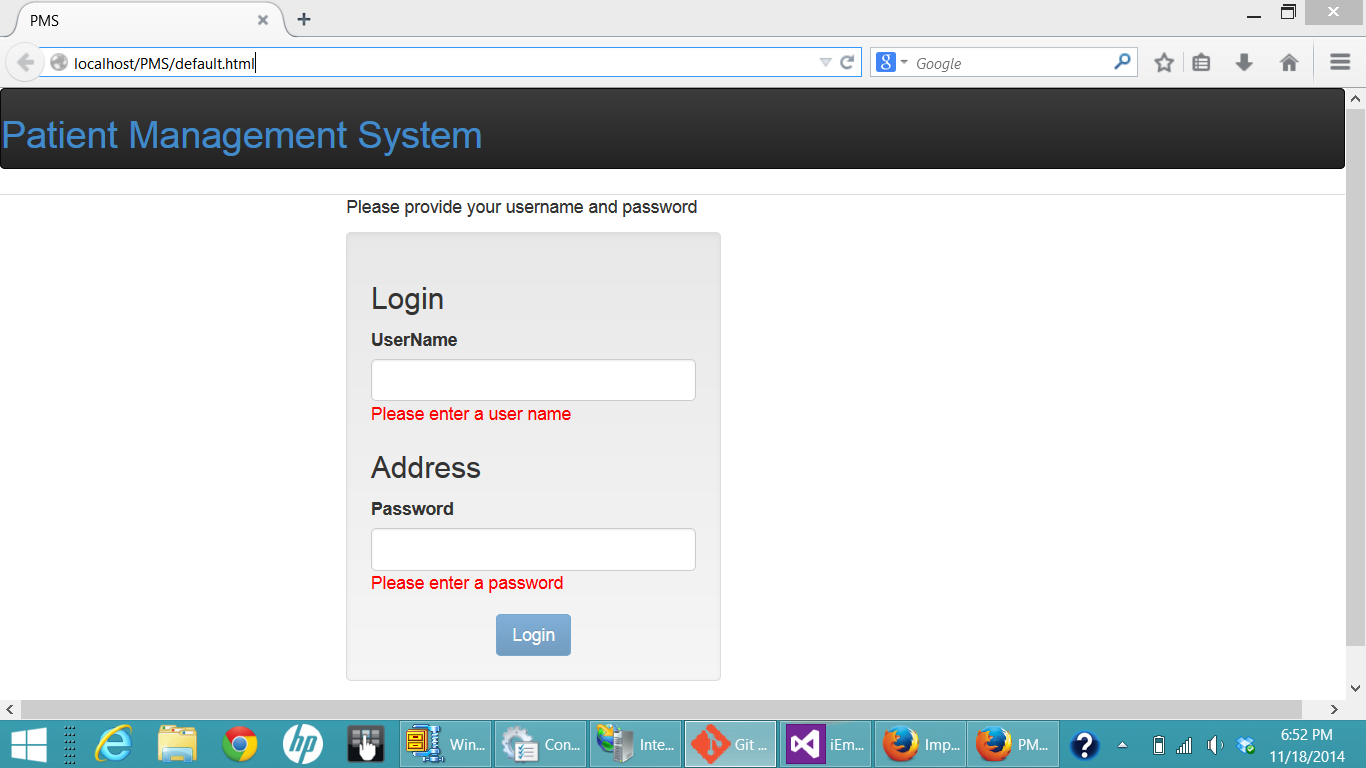 PMS
localhost/PMS/default.html
Google
Patient Management System
Please provide your username and password
Login
UserName
Please enter a user name
Address
Password
Please enter a password
Login
Win... Con... Inte... Git ... iEm... Imp... PM...
6:52 PM
11/18/2014